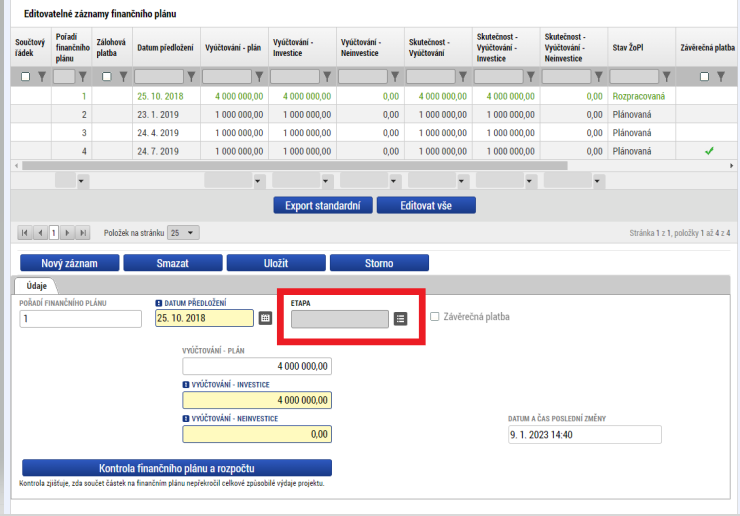 Editovatelné záznamy finančního plánu
Součtový řádek
Pořadí finančního plánu
Zálohová platba
Datum předložení
Vyúčtování - plán
Vyúčtování - Investice
Vyúčtování - Neinvestice
Skutečnost - Vyúčtování
Skutečnost - Vyúčtování - Investice
Skutečnost - Vyúčtování - Neinvestice
Stav ŽoPl
Závěrečná platba
1 25. 10. 2018 4 000 000,00 4 000 000,00 0,00 4 000 000,00 4 000 000,00 0,00 Rozpracovaná
2 23. 1. 2019 1 000 000,00 1 000 000,00 0,00 1 000 000,00 1 000 000,00 0,00 Plánovaná
3 24. 4. 2019 1 000 000,00 1 000 000,00 0,00 1 000 000,00 1 000 000,00 0,00 Plánovaná
4 24. 7. 2019 1 000 000,00 1 000 000,00 0,00 1 000 000,00 1 000 000,00 0,00 Plánovaná
Export standardní Editovat vše
1 Položek na stránku 25 Stránka 1 z 1, položky 1 až 4 z 4
Nový záznam Smazat Uložit Storno
Údaje
POŘADÍ FINANČNÍHO PLÁNU DATUM PŘEDLOŽENÍ ETAPA
1 25. 10. 2018 Závěrečná platba
VYÚČTOVÁNÍ - PLÁN
4 000 000,00
VYÚČTOVÁNÍ - INVESTICE
4 000 000,00
VYÚČTOVÁNÍ - NEINVESTICE DATUM A ČAS POSLEDNÍ ZMĚNY
0,00 9. 1. 2023 14:40
Kontrola finančního plánu a rozpočtu
Kontrola zjišťuje, zda součet částek na finančním plánu nepřekročil celkové způsobilé výdaje projektu.